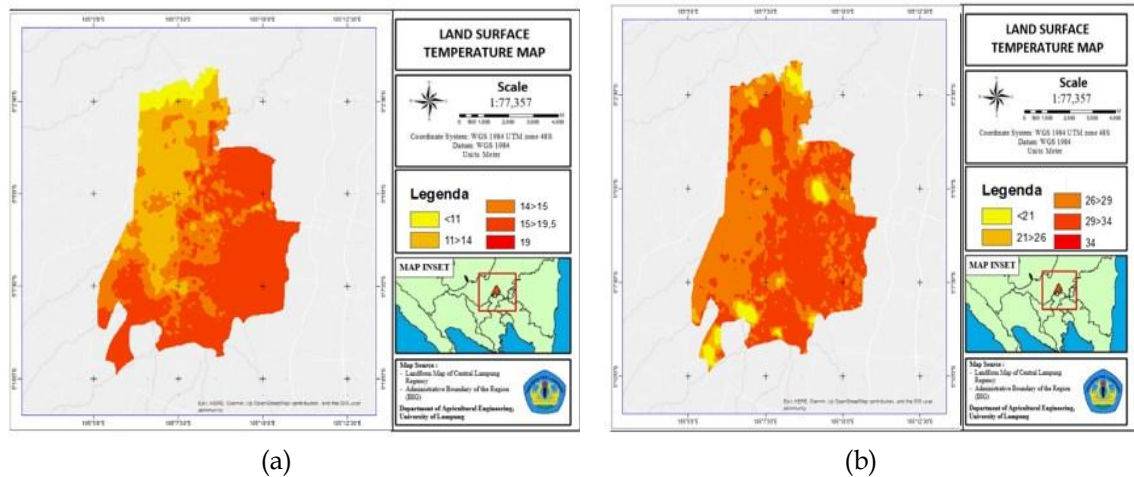 LAND SURFACE
TEMPERATURE MAP
Scale
1:77,357
Coordinate System: WGS 1984 UTM zone 48S
Datum: WGS 1984
Units: Meter
Legenda
<11
11>14
14>15
15>19,5
19
MAP INSET
Map Source :
- Landform Map of Central Lampung
Regency
- Administrative Boundary of the Region
(BIG)
Department of Agricultural Engineering,
University of Lampung
(a)
LAND SURFACE
TEMPERATURE MAP
Scale
1:77,357
Coordinate System: WGS 1984 UTM zone 48S
Datum: WGS 1984
Units: Meter
Legenda
<21
21>26
26>29
29>34
34
MAP INSET
Map Source :
- Landform Map of Central Lampung
Regency
- Administrative Boundary of the Region
(BIG)
Department of Agricultural Engineering,
University of Lampung
(b)